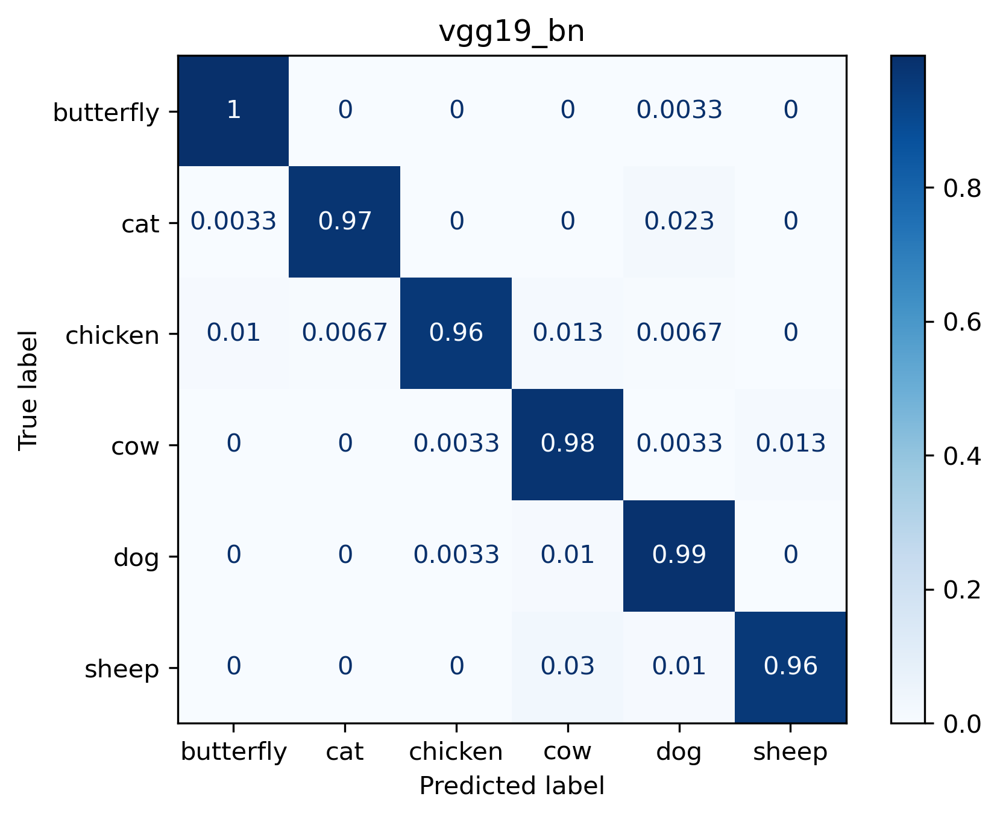 vgg19_bn
butterfly 1 0 0 0 0.0033 0
cat 0.0033 0.97 0 0 0.023 0
chicken 0.01 0.0067 0.96 0.013 0.0067 0
cow 0 0 0.0033 0.98 0.0033 0.013
dog 0 0 0.0033 0.01 0.99 0
sheep 0 0 0 0.03 0.01 0.96
butterfly cat chicken cow dog sheep
Predicted label
True label
0.8
0.6
0.4
0.2
0.0